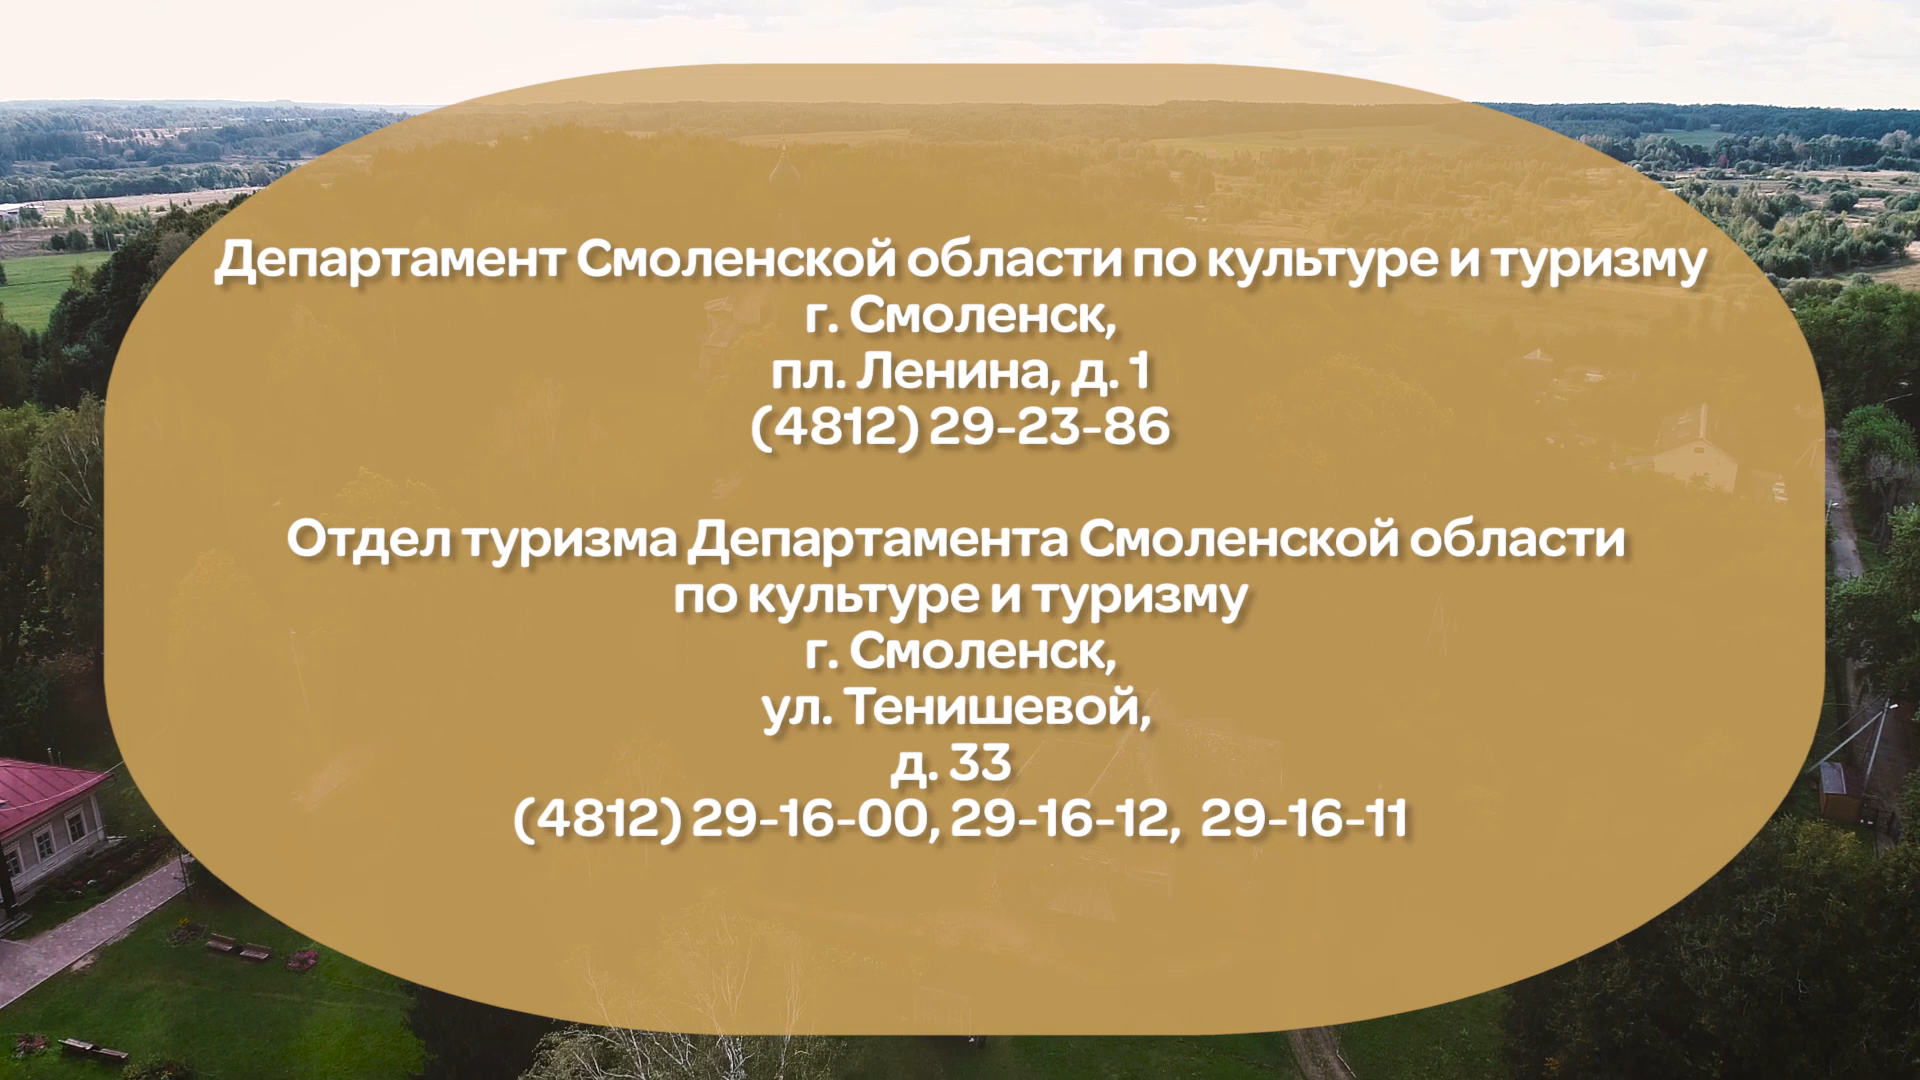 Департамент Смоленской области по культуре и туризму
г. Смоленск,
пл. Ленина, д. 1
(4812) 29-23-86
Отдел туризма Департамента Смоленской области
по культуре и туризму
г. Смоленск,
ул. Тенишевой,
д. 33
(4812) 29-16-00, 29-16-12, 29-16-11